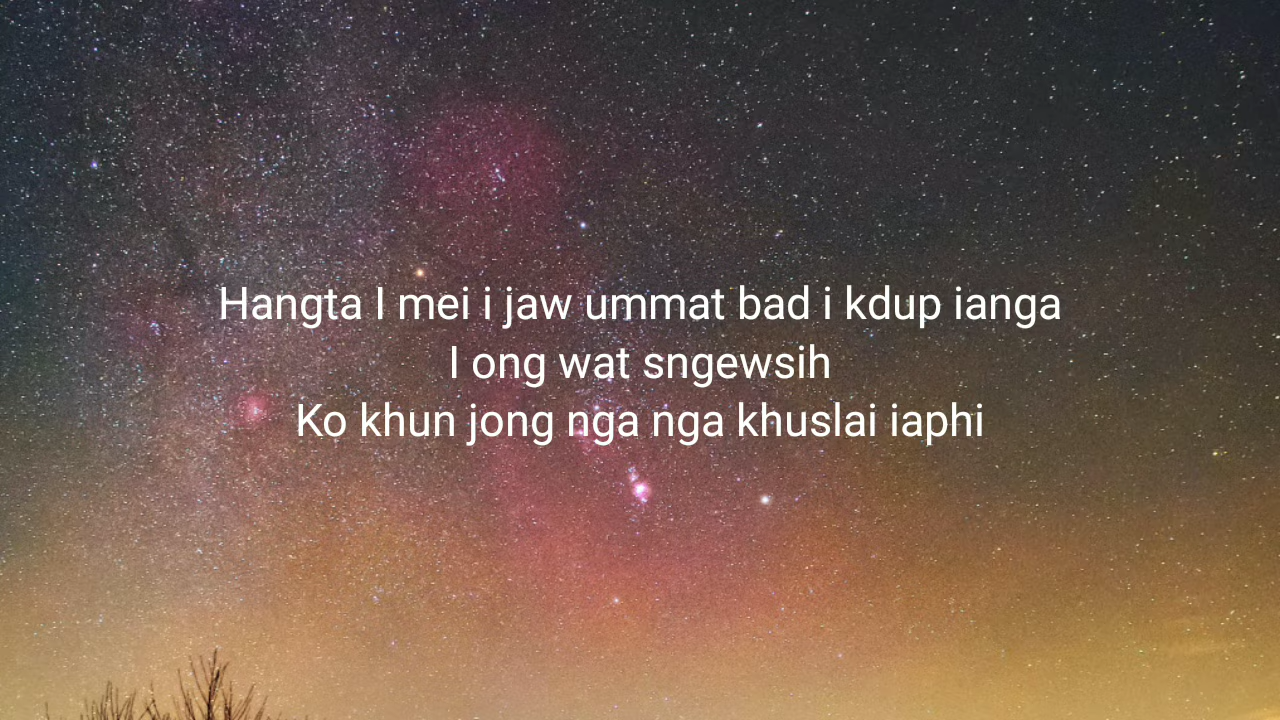 Hangta I mei i jaw ummat bad i kdup ianga
I ong wat sngewsih
Ko khun jong nga nga khuslai iaphi